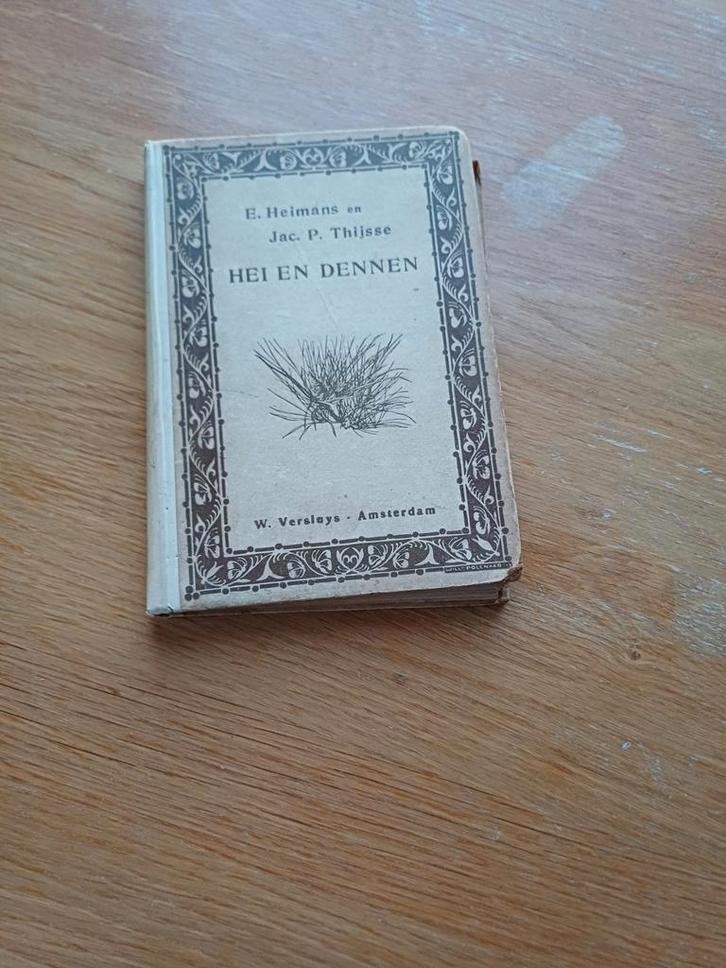 E. Heimans en
Jac. P. Thijsse
HEI EN DENNEN
W. Versluys - Amsterdam